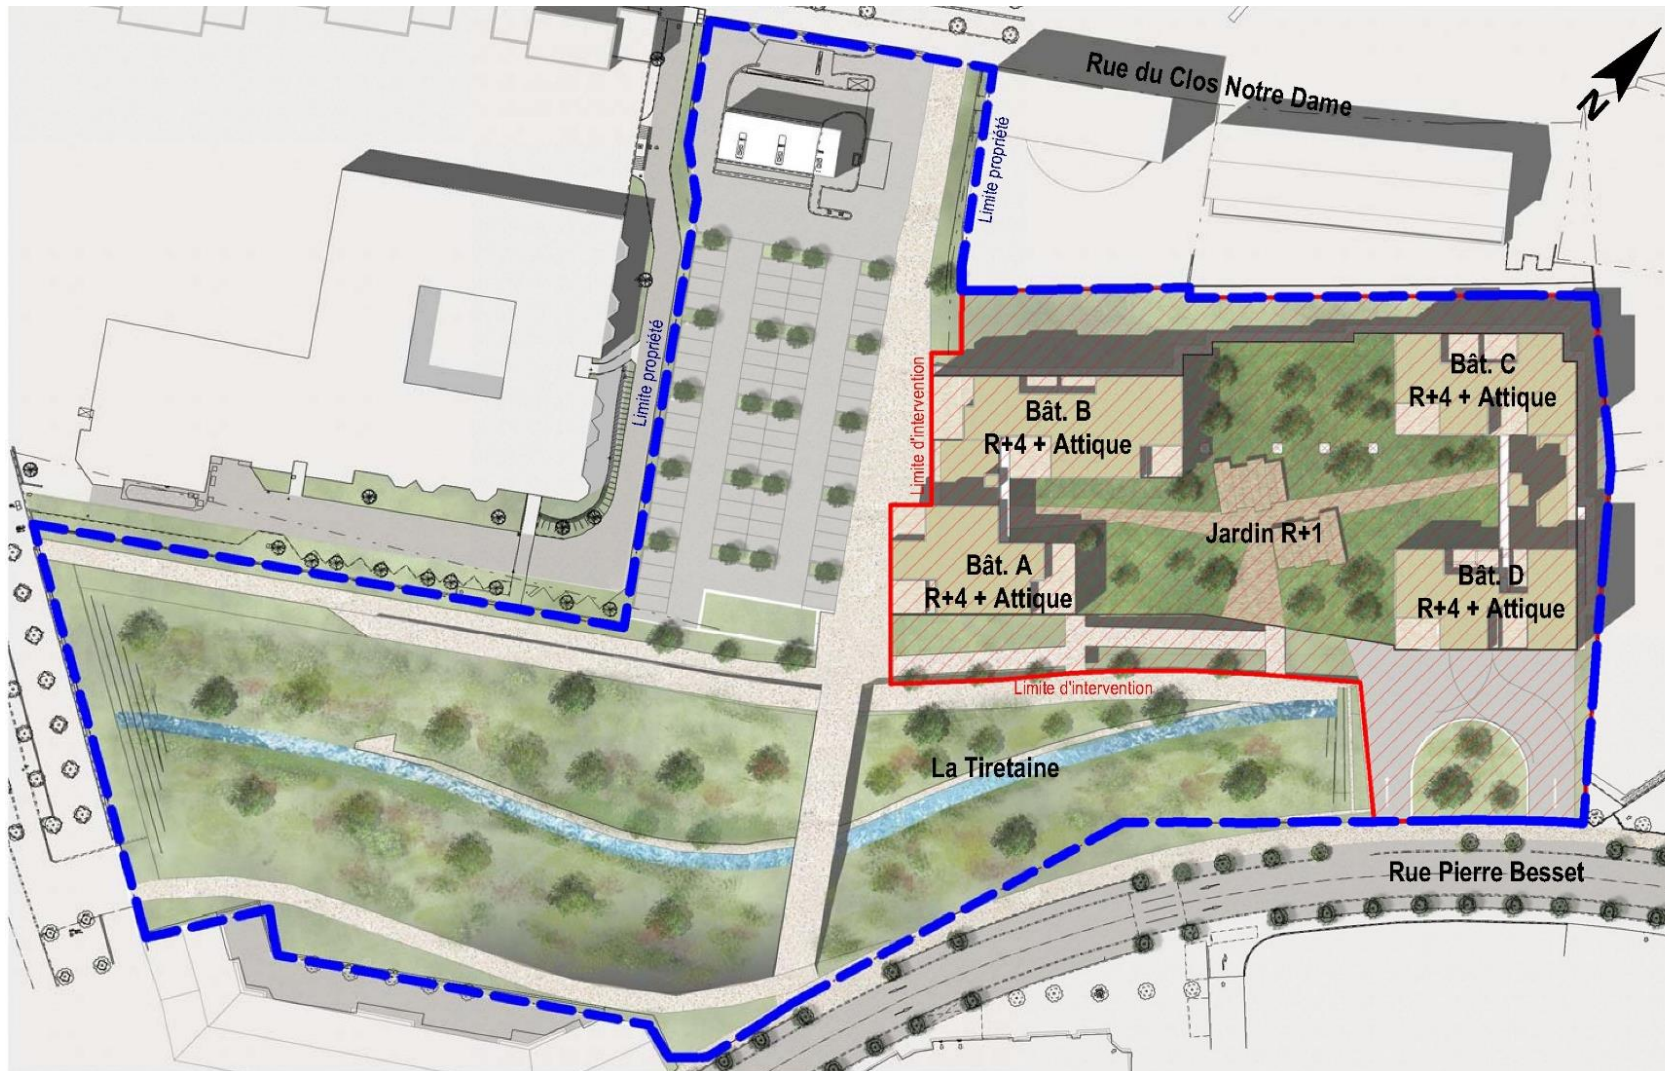 Rue du Clos Notre Dame
N
Limite propriété
Limite propriété
Limite d'intervention
Bât. B
R+4 + Attique
Bât. C
R+4 + Attique
Jardin R+1
Bât. A
R+4 + Attique
Bât. D
R+4 + Attique
Limite d'intervention
La Tiretaine
Rue Pierre Besset